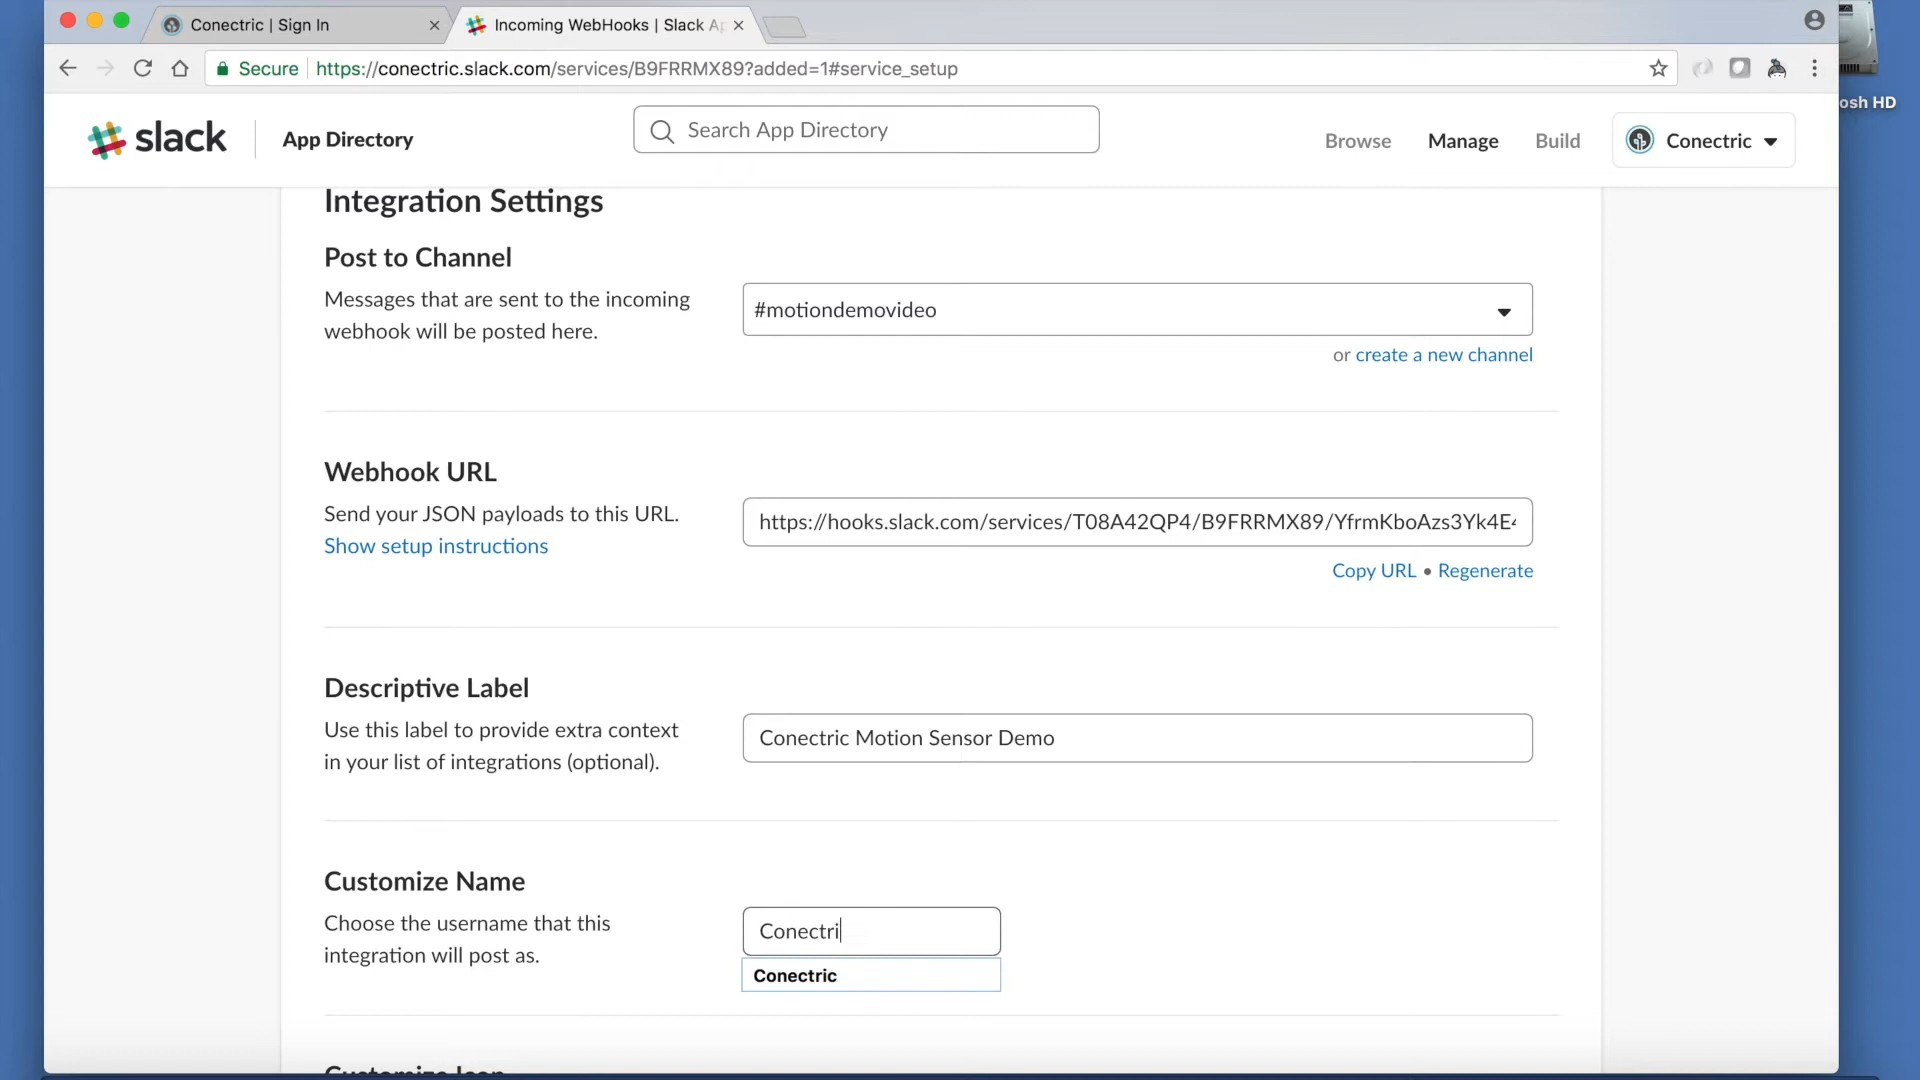 Conectric | Sign In
Incoming WebHooks | Slack Ap
Secure https://conectric.slack.com/services/B9FRRMX89?added=1#service_setup
osh HD
slack
App Directory
Search App Directory
Browse
Manage
Build
Conectric
Integration Settings
Post to Channel
Messages that are sent to the incoming
webhook will be posted here.
#motiondemovideo
or create a new channel
Webhook URL
Send your JSON payloads to this URL.
Show setup instructions
https://hooks.slack.com/services/T08A42QP4/B9FRRMX89/YfrmKboAzs3Yk4E4
Copy URL • Regenerate
Descriptive Label
Use this label to provide extra context
in your list of integrations (optional).
Conectric Motion Sensor Demo
Customize Name
Choose the username that this
integration will post as.
Conectri
Conectric
Customize Icon